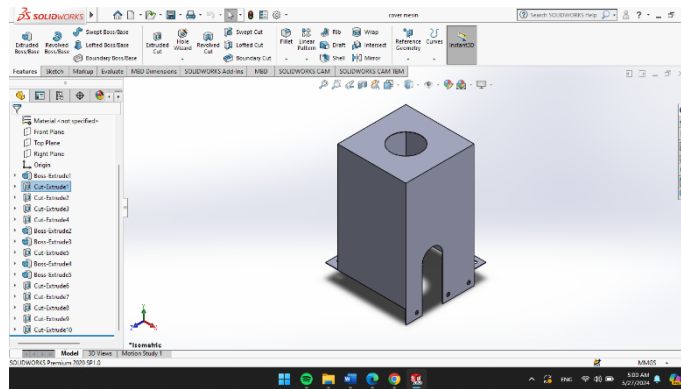 SOLIDWORKS
cover mesin
Search SOLIDWORKS Help
Extruded Boss/Base
Revolved Boss/Base
Swept Boss/Base
Lofted Boss/Base
Boundary Boss/Base
Extruded Cut
Hole Wizard
Revolved Cut
Swept Cut
Lofted Cut
Boundary Cut
Fillet
Linear Pattern
Rib
Draft
Shell
Wrap
Intersect
Mirror
Reference Geometry
Curves
Instant3D
Features
Sketch
Markup
Evaluate
MBD Dimensions
SOLIDWORKS Add-Ins
MBD
SOLIDWORKS CAM
SOLIDWORKS CAM TBM
Material <not specified>
Front Plane
Top Plane
Right Plane
Origin
Boss-Extrude1
Cut-Extrude1
Cut-Extrude2
Cut-Extrude3
Cut-Extrude4
Boss-Extrude2
Boss-Extrude3
Cut-Extrude5
Boss-Extrude4
Boss-Extrude5
Cut-Extrude6
Cut-Extrude7
Cut-Extrude8
Cut-Extrude9
Cut-Extrude10
*Isometric
Model
3D Views
Motion Study 1
SOLIDWORKS Premium 2020 SP1.0
MMGS
ENG
5:00 AM
5/27/2024